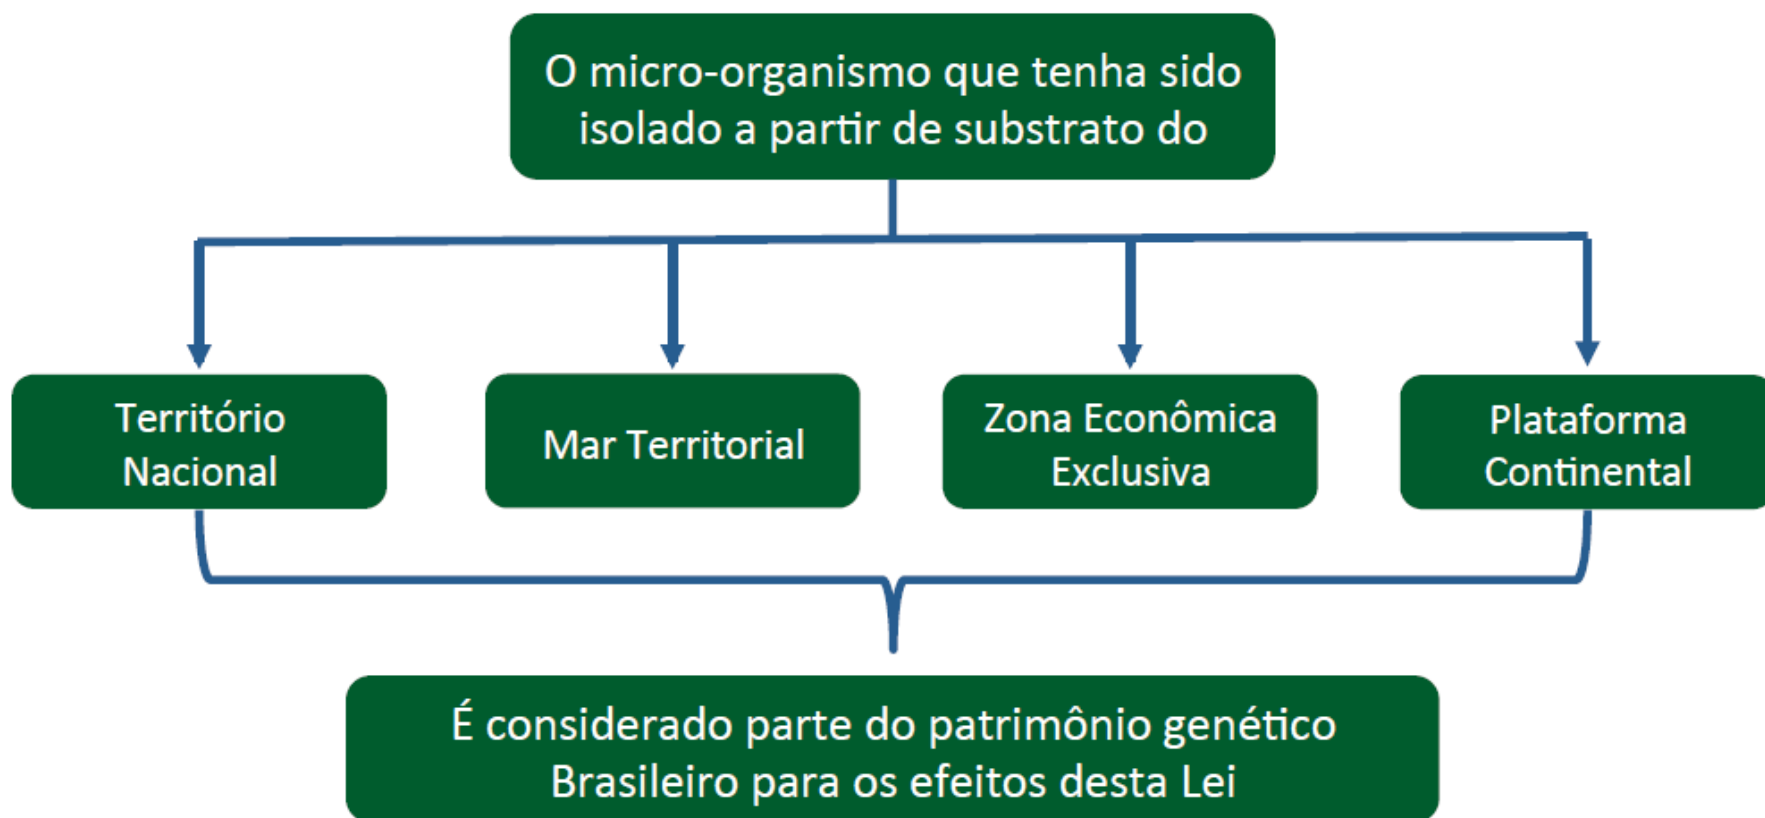 O micro-organismo que tenha sido
isolado a partir de substrato do
Território
Nacional
Mar Territorial
Zona Econômica
Exclusiva
Plataforma
Continental
É considerado parte do patrimônio genético
Brasileiro para os efeitos desta Lei